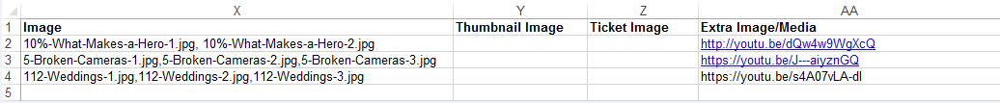 X Y Z AA
1 Image Thumbnail Image Ticket Image Extra Image/Media
2 10%-What-Makes-a-Hero-1.jpg, 10%-What-Makes-a-Hero-2.jpg http://youtu.be/dQw4w9WgXcQ
3 5-Broken-Cameras-1.jpg,5-Broken-Cameras-2.jpg,5-Broken-Cameras-3.jpg https://youtu.be/J---aiyznGQ
4 112-Weddings-1.jpg,112-Weddings-2.jpg,112-Weddings-3.jpg https://youtu.be/s4A07vLA-dI
5